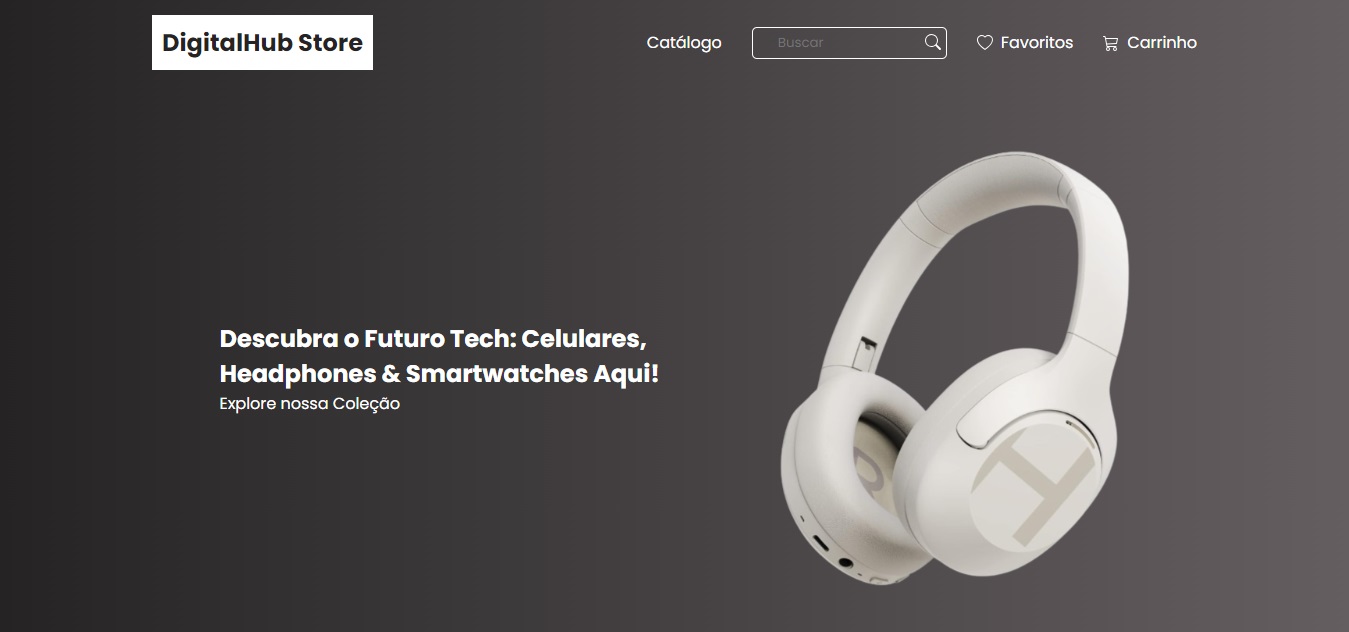 DigitalHub Store
Catálogo
Buscar
Favoritos
Carrinho
Descubra o Futuro Tech: Celulares,
Headphones & Smartwatches Aqui!
Explore nossa Coleção
R